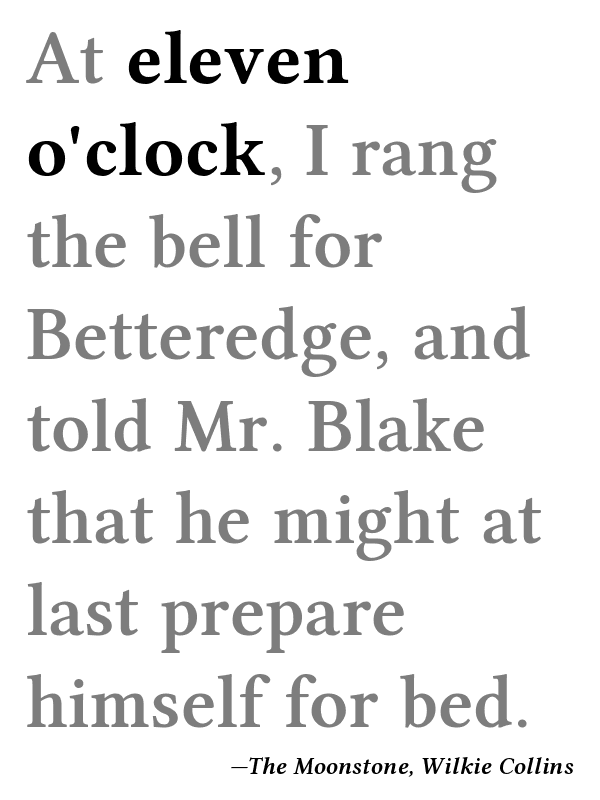 At eleven
o'clock, I rang
the bell for
Betteredge, and
told Mr. Blake
that he might at
last prepare
himself for bed.
—The Moonstone, Wilkie Collins